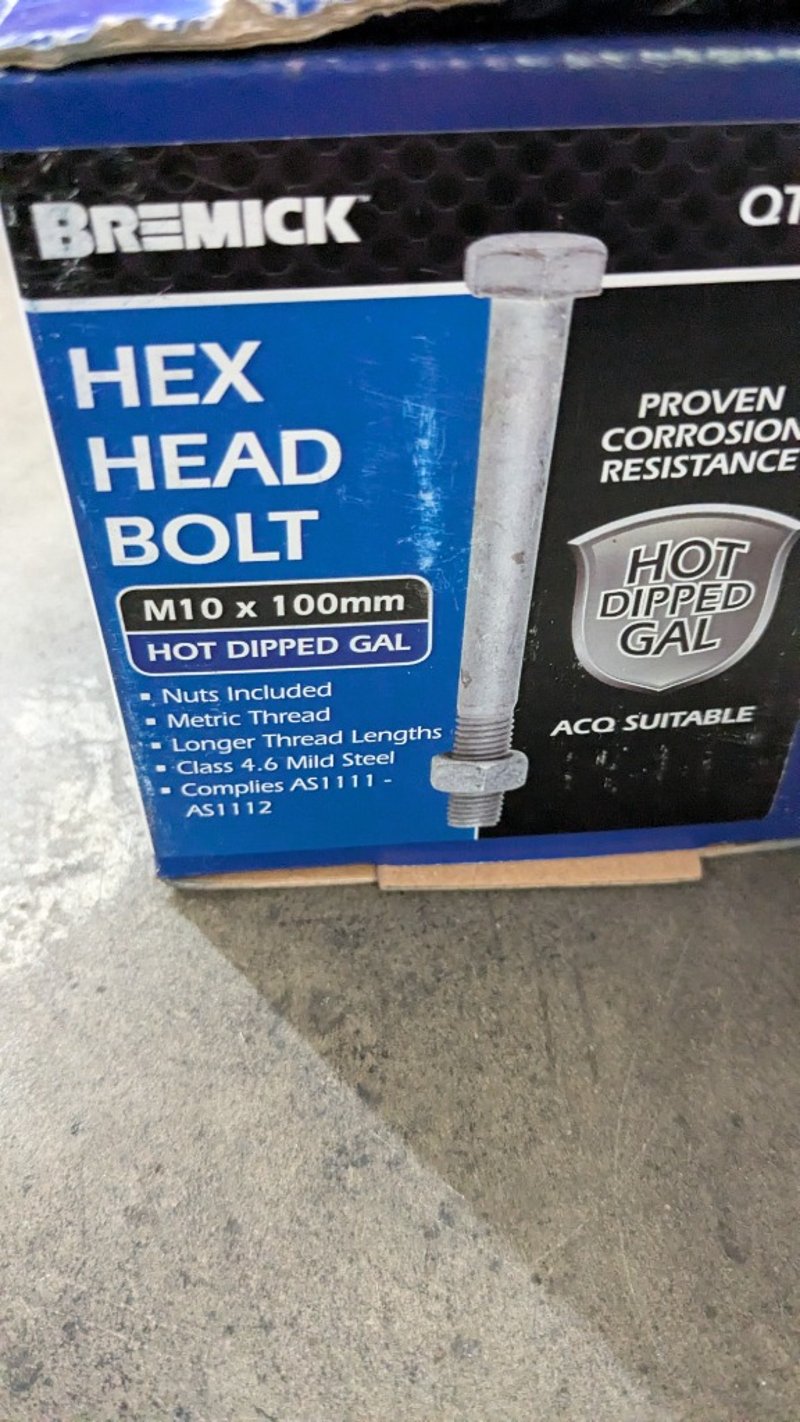 BREMICK
HEX
HEAD
BOLT
M10 x 100mm
HOT DIPPED GAL
▪ Nuts Included
▪ Metric Thread
▪ Longer Thread Lengths
▪ Class 4.6 Mild Steel
▪ Complies AS1111 -
AS1112
PROVEN
CORROSION
RESISTANCE
HOT
DIPPED
GAL
ACQ SUITABLE